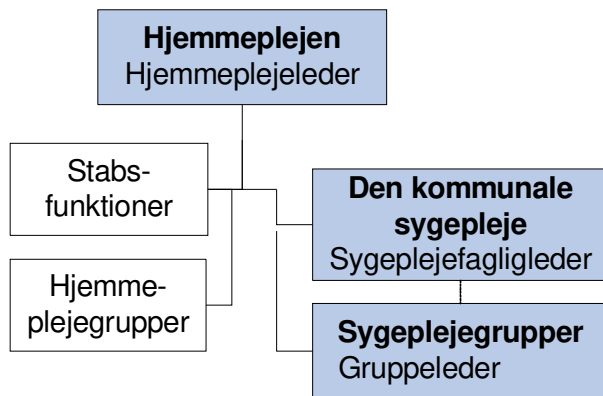 Hjemmeplejen
Hjemmeplejeleder
Stabs-
funktioner
Den kommunale
sygepleje
Sygeplejefagligleder
Hjemme-
plejegrupper
Sygeplejegrupper
Gruppeleder